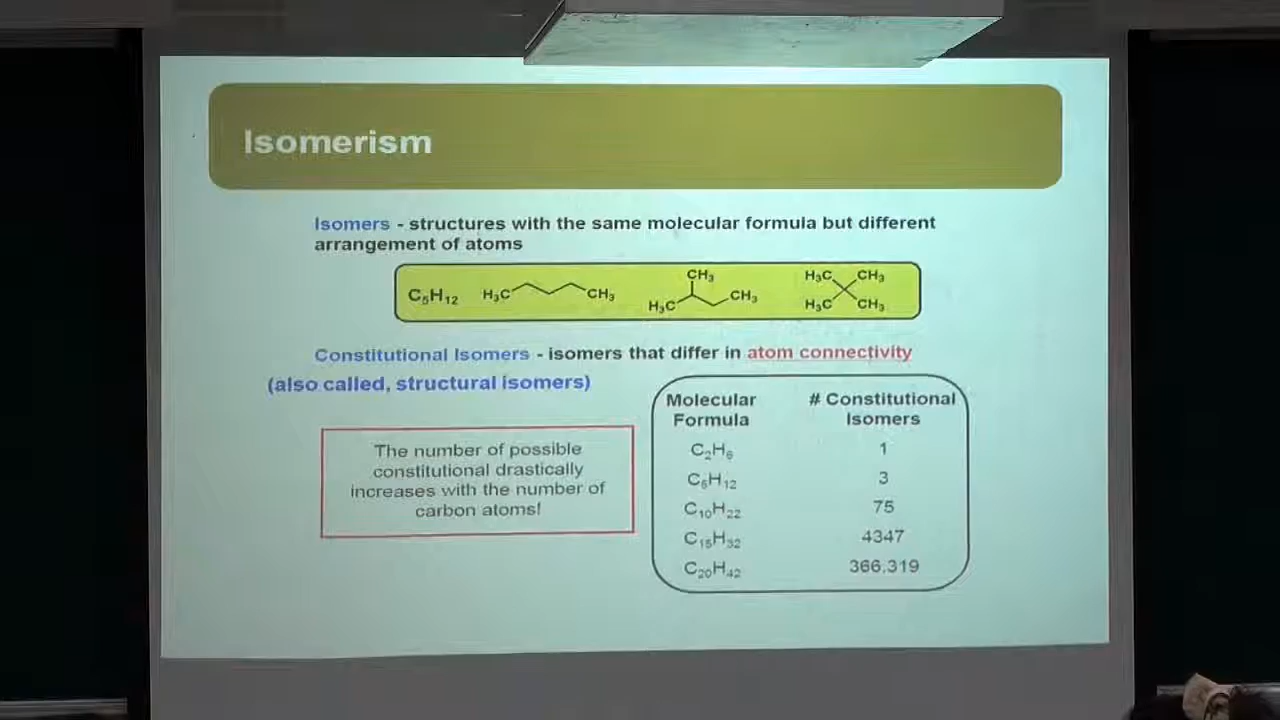 Isomerism
Isomers - structures with the same molecular formula but different
arrangement of atoms
C₅H₁₂ H₃C CH₃ CH₃ H₃C CH₃ H₃C CH₃ H₃C CH₃
Constitutional Isomers - isomers that differ in atom connectivity
(also called, structural isomers)
The number of possible
constitutional drastically
increases with the number of
carbon atoms!
Molecular # Constitutional
Formula Isomers
C₂H₆ 1
C₅H₁₂ 3
C₁₀H₂₂ 75
C₁₅H₃₂ 4347
C₂₀H₄₂ 366,319